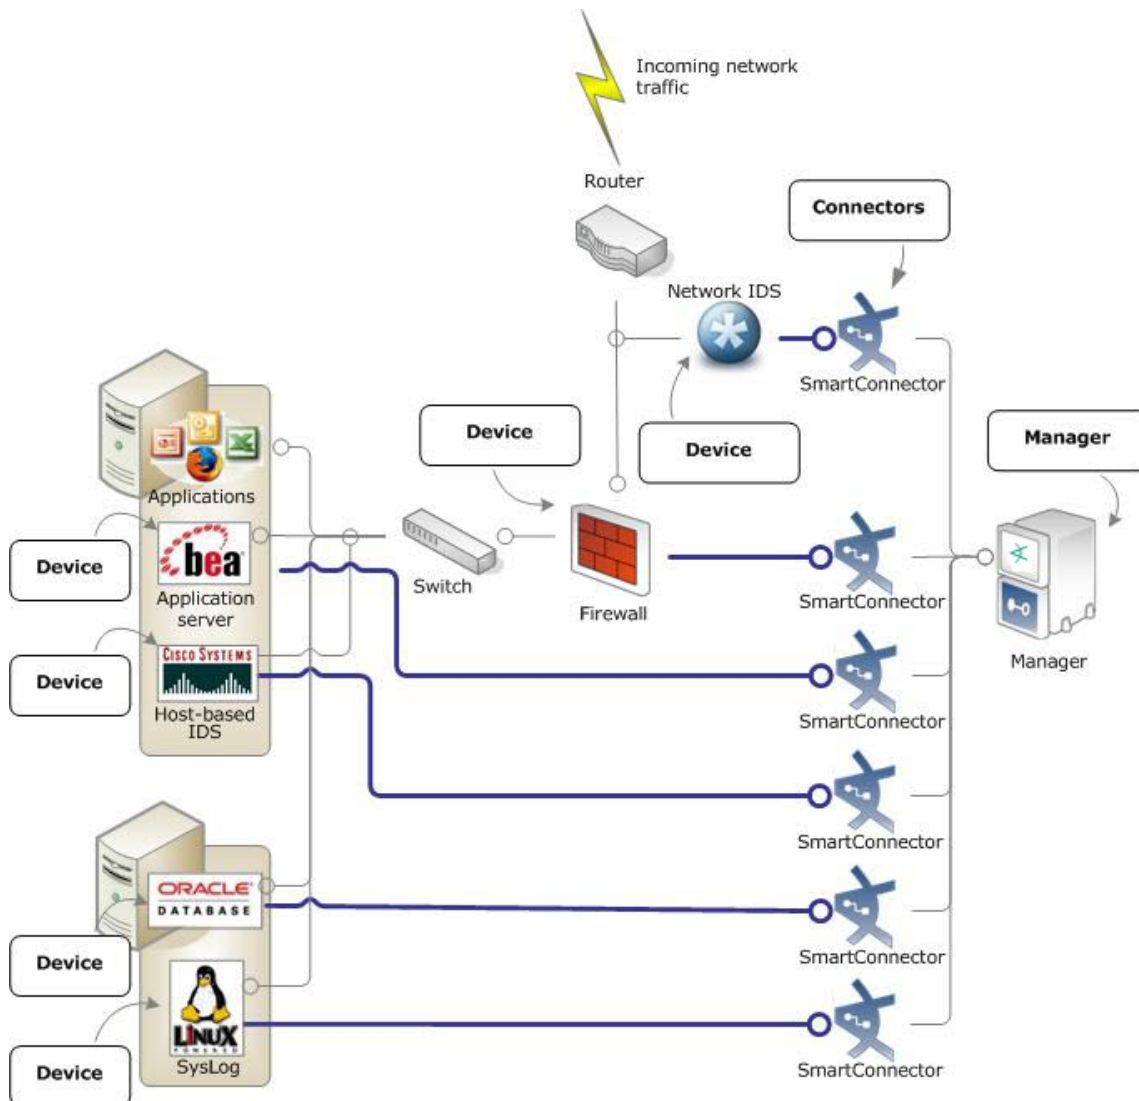 Incoming network
traffic
Router
Connectors
Network IDS
SmartConnector
Device
Device
Manager
Applications
Device
bea
Application
server
Switch
Firewall
SmartConnector
Manager
Device
CISCO SYSTEMS
Host-based
IDS
SmartConnector
SmartConnector
ORACLE®
DATABASE
Device
SmartConnector
LINUX
POWERED
SysLog
Device
SmartConnector